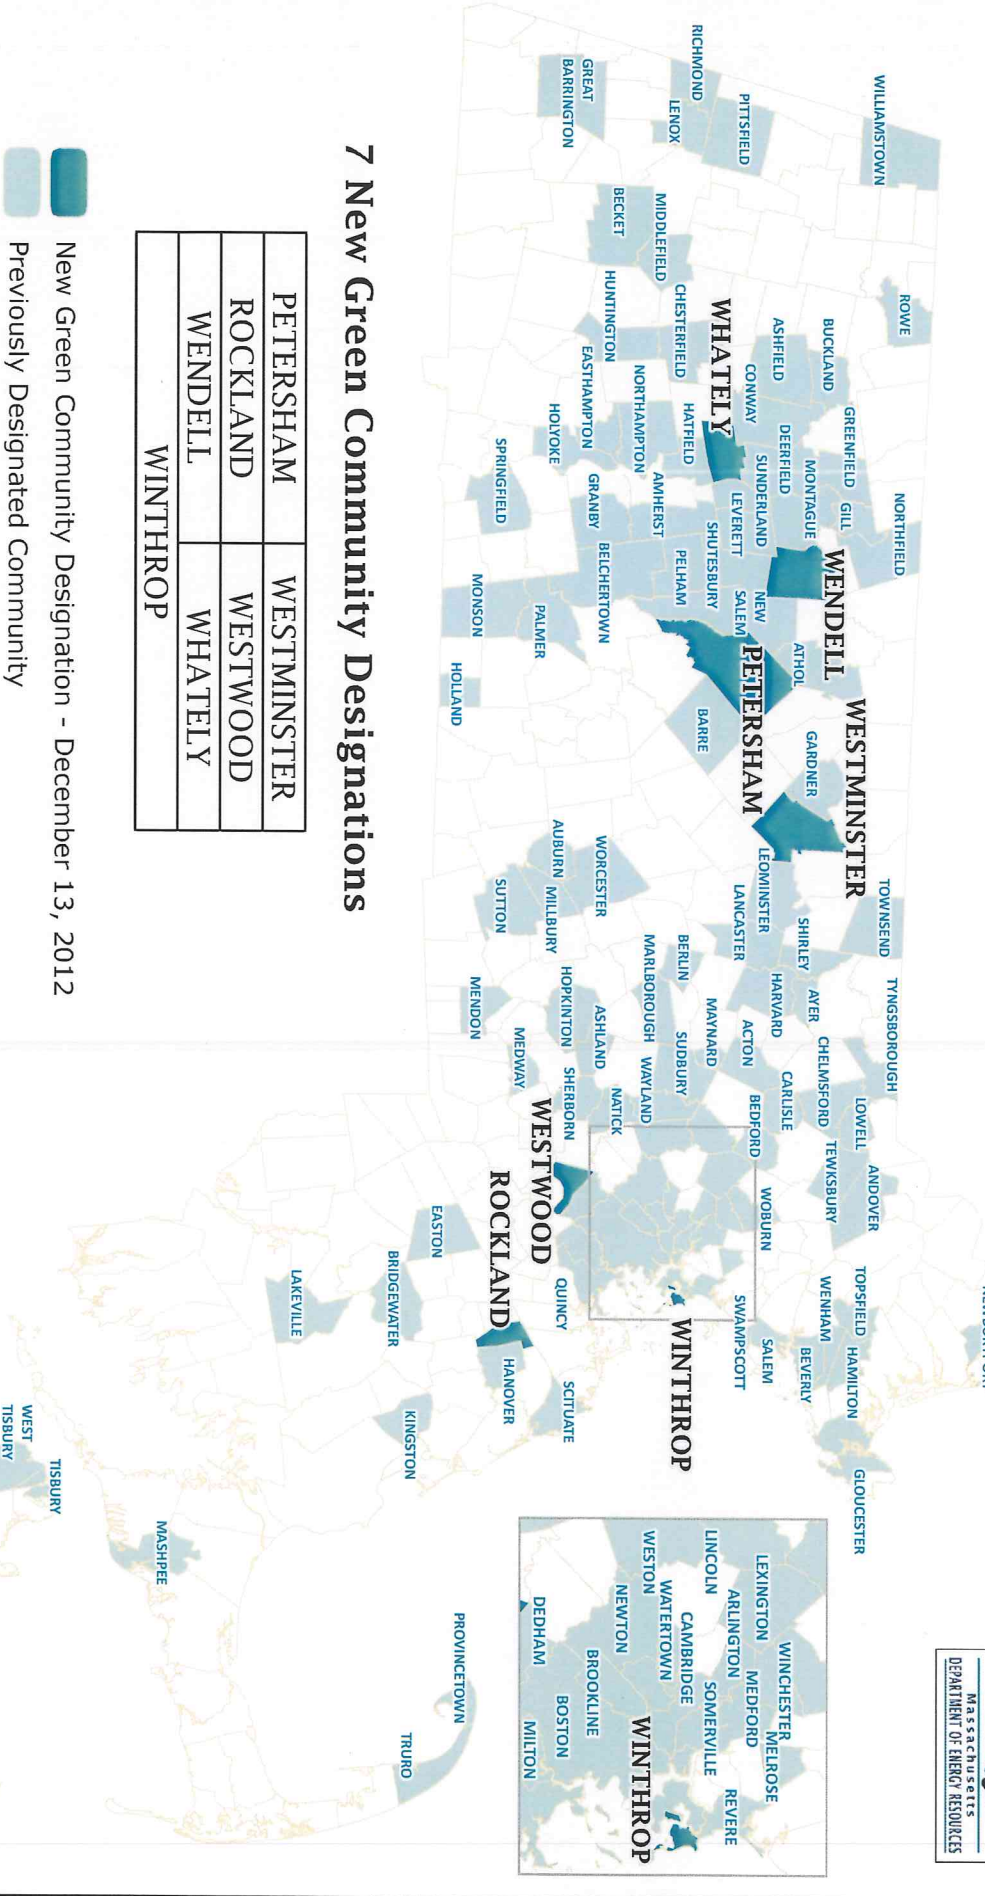 Massachusetts
DEPARTMENT OF ENERGY RESOURCES
WILLIAMSTOWN
ROWE
NORTHFIELD
TOWNSEND
TYNGSBOROUGH
BUCKLAND
GREENFIELD
GILL
WENDELL
WESTMINSTER
LOWELL
ANDOVER
TOPSFIELD
HAMILTON
GLOUCESTER
PITTSFIELD
ASHFIELD
CONWAY
DEERFIELD
MONTAGUE
SUNDERLAND
ATHOL
GARDNER
SHIRLEY
AYER
CHELMSFORD
TEWKSBURY
WENHAM
BEVERLY
RICHMOND
LENOX
WHATELY
LEVERETT
NEW
SALEM
PETERSHAM
LEOMINSTER
LANCASTER
HARVARD
CARLISLE
ACTON
BEDFORD
WOBURN
SALEM
SWAMPSCOTT
MIDDLEFIELD
CHESTERFIELD
HATFIELD
AMHERST
SHUTESBURY
PELHAM
BARRE
BERLIN
MAYNARD
SUDBURY
WINTHROP
GREAT
BARRINGTON
BECKET
HUNTINGTON
NORTHAMPTON
EASTHAMPTON
GRANBY
BELCHERTOWN
WORCESTER
MARLBOROUGH
WAYLAND
ASHLAND
NATICK
HOLYOKE
SPRINGFIELD
PALMER
MONSON
HOLLAND
AUBURN
MILLBURY
SUTTON
HOPKINTON
SHERBORN
MENDON
MEDWAY
WESTWOOD
ROCKLAND
QUINCY
SCITUATE
HANOVER
EASTON
BRIDGEWATER
KINGSTON
LAKEVILLE
PROVINCETOWN
TRURO
MASHPEE
TISBURY
WEST
TISBURY
LEXINGTON
WINCHESTER
MELROSE
ARLINGTON
MEDFORD
REVERE
LINCOLN
SOMERVILLE
CAMBRIDGE
WATERTOWN
WESTON
WINTHROP
NEWTON
BROOKLINE
BOSTON
DEDHAM
MILTON
7 New Green Community Designations
PETERSHAM WESTMINSTER
ROCKLAND WESTWOOD
WENDELL WHATELY
WINTHROP
New Green Community Designation - December 13, 2012
Previously Designated Community